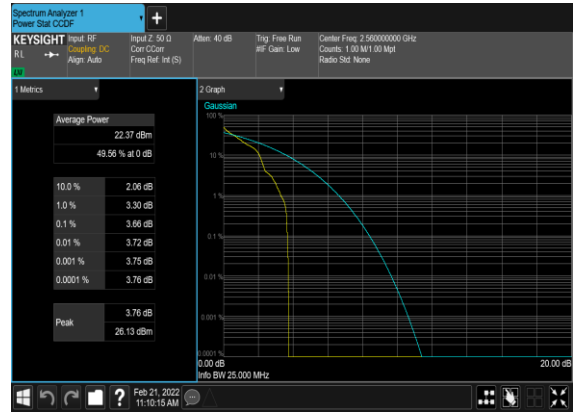 Spectrum Analyzer 1
Power Stat CCDF
+
KEYSIGHT
RL
LXI
Input: RF
Coupling: DC
Align: Auto
Input Z: 50 Ω
Corr CCorr
Freq Ref: Int (S)
Atten: 40 dB
Trig: Free Run
#IF Gain: Low
Center Freq: 2.560000000 GHz
Counts: 1.00 M/1.00 Mpt
Radio Std: None
1 Metrics
Average Power
22.37 dBm
49.56 % at 0 dB
10.0 % 2.06 dB
1.0 % 3.30 dB
0.1 % 3.66 dB
0.01 % 3.72 dB
0.001 % 3.75 dB
0.0001 % 3.76 dB
Peak
3.76 dB
26.13 dBm
2 Graph
Gaussian
100 %
10 %
1 %
0.1 %
0.01 %
0.001 %
0.0001 %
0.00 dB
20.00 dB
Info BW 25.000 MHz
?
Feb 21, 2022
11:10:15 AM